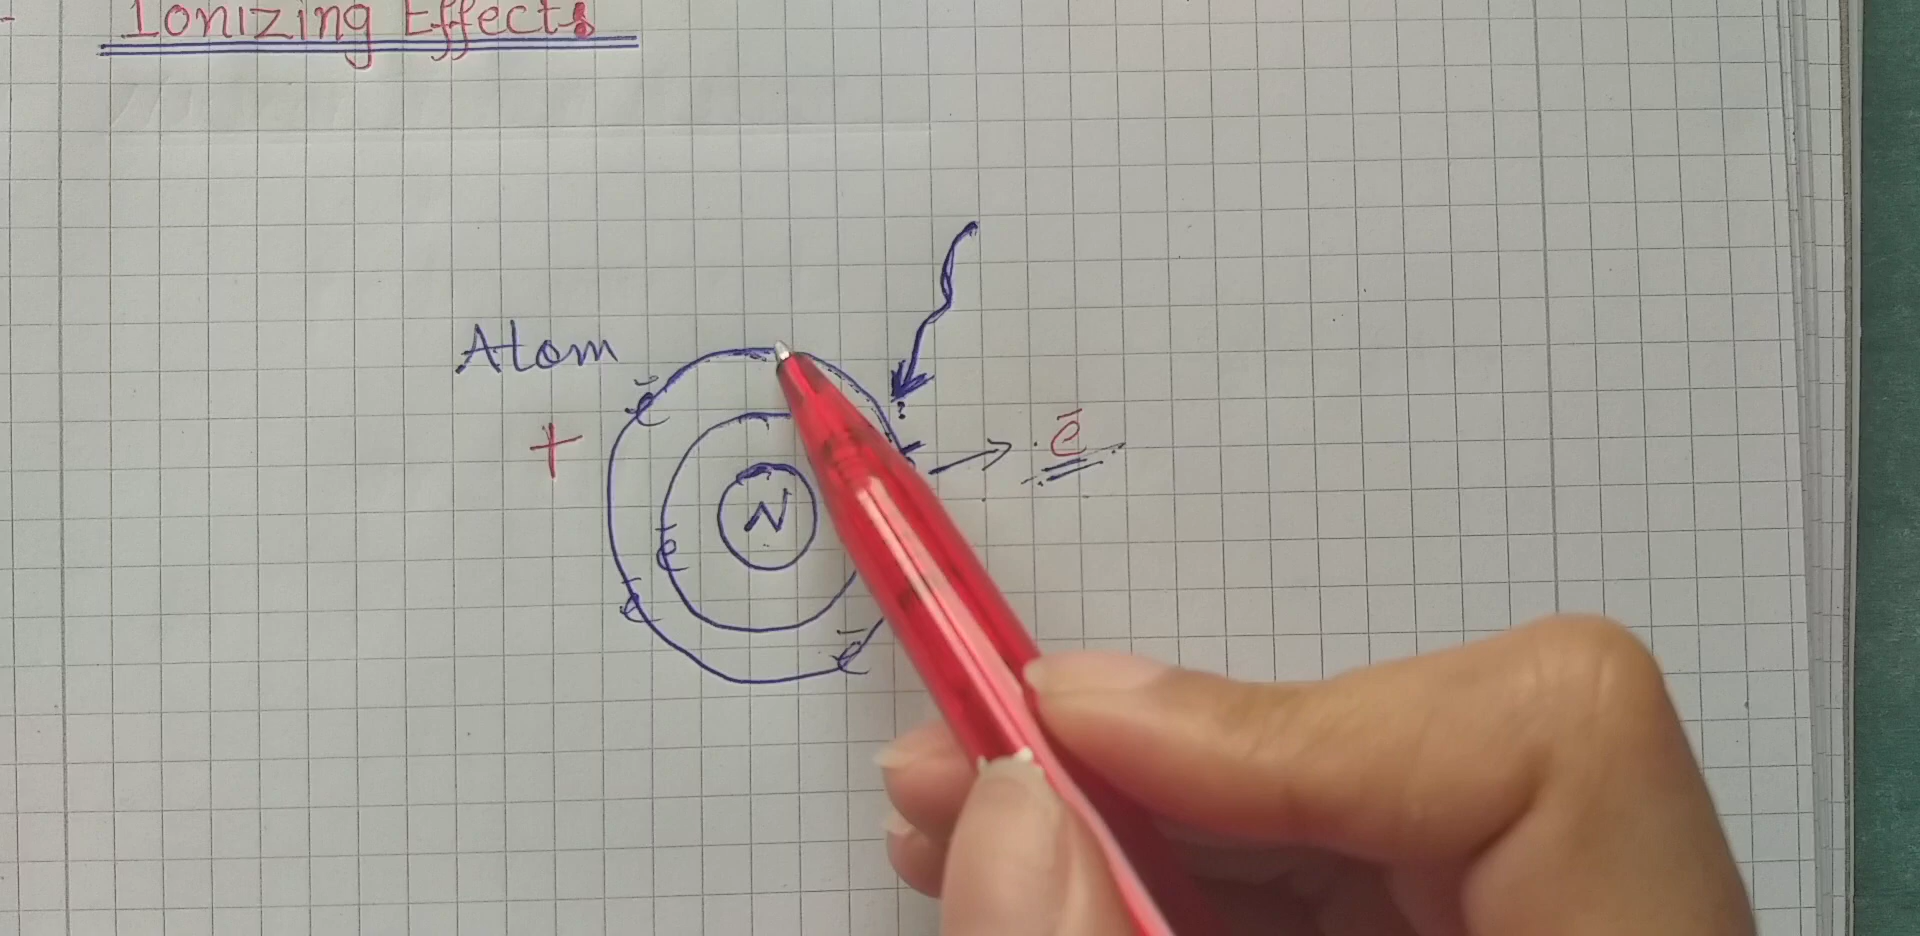 Ionizing Effects
Atom
ē
+
ē
N
ē
ē
ē